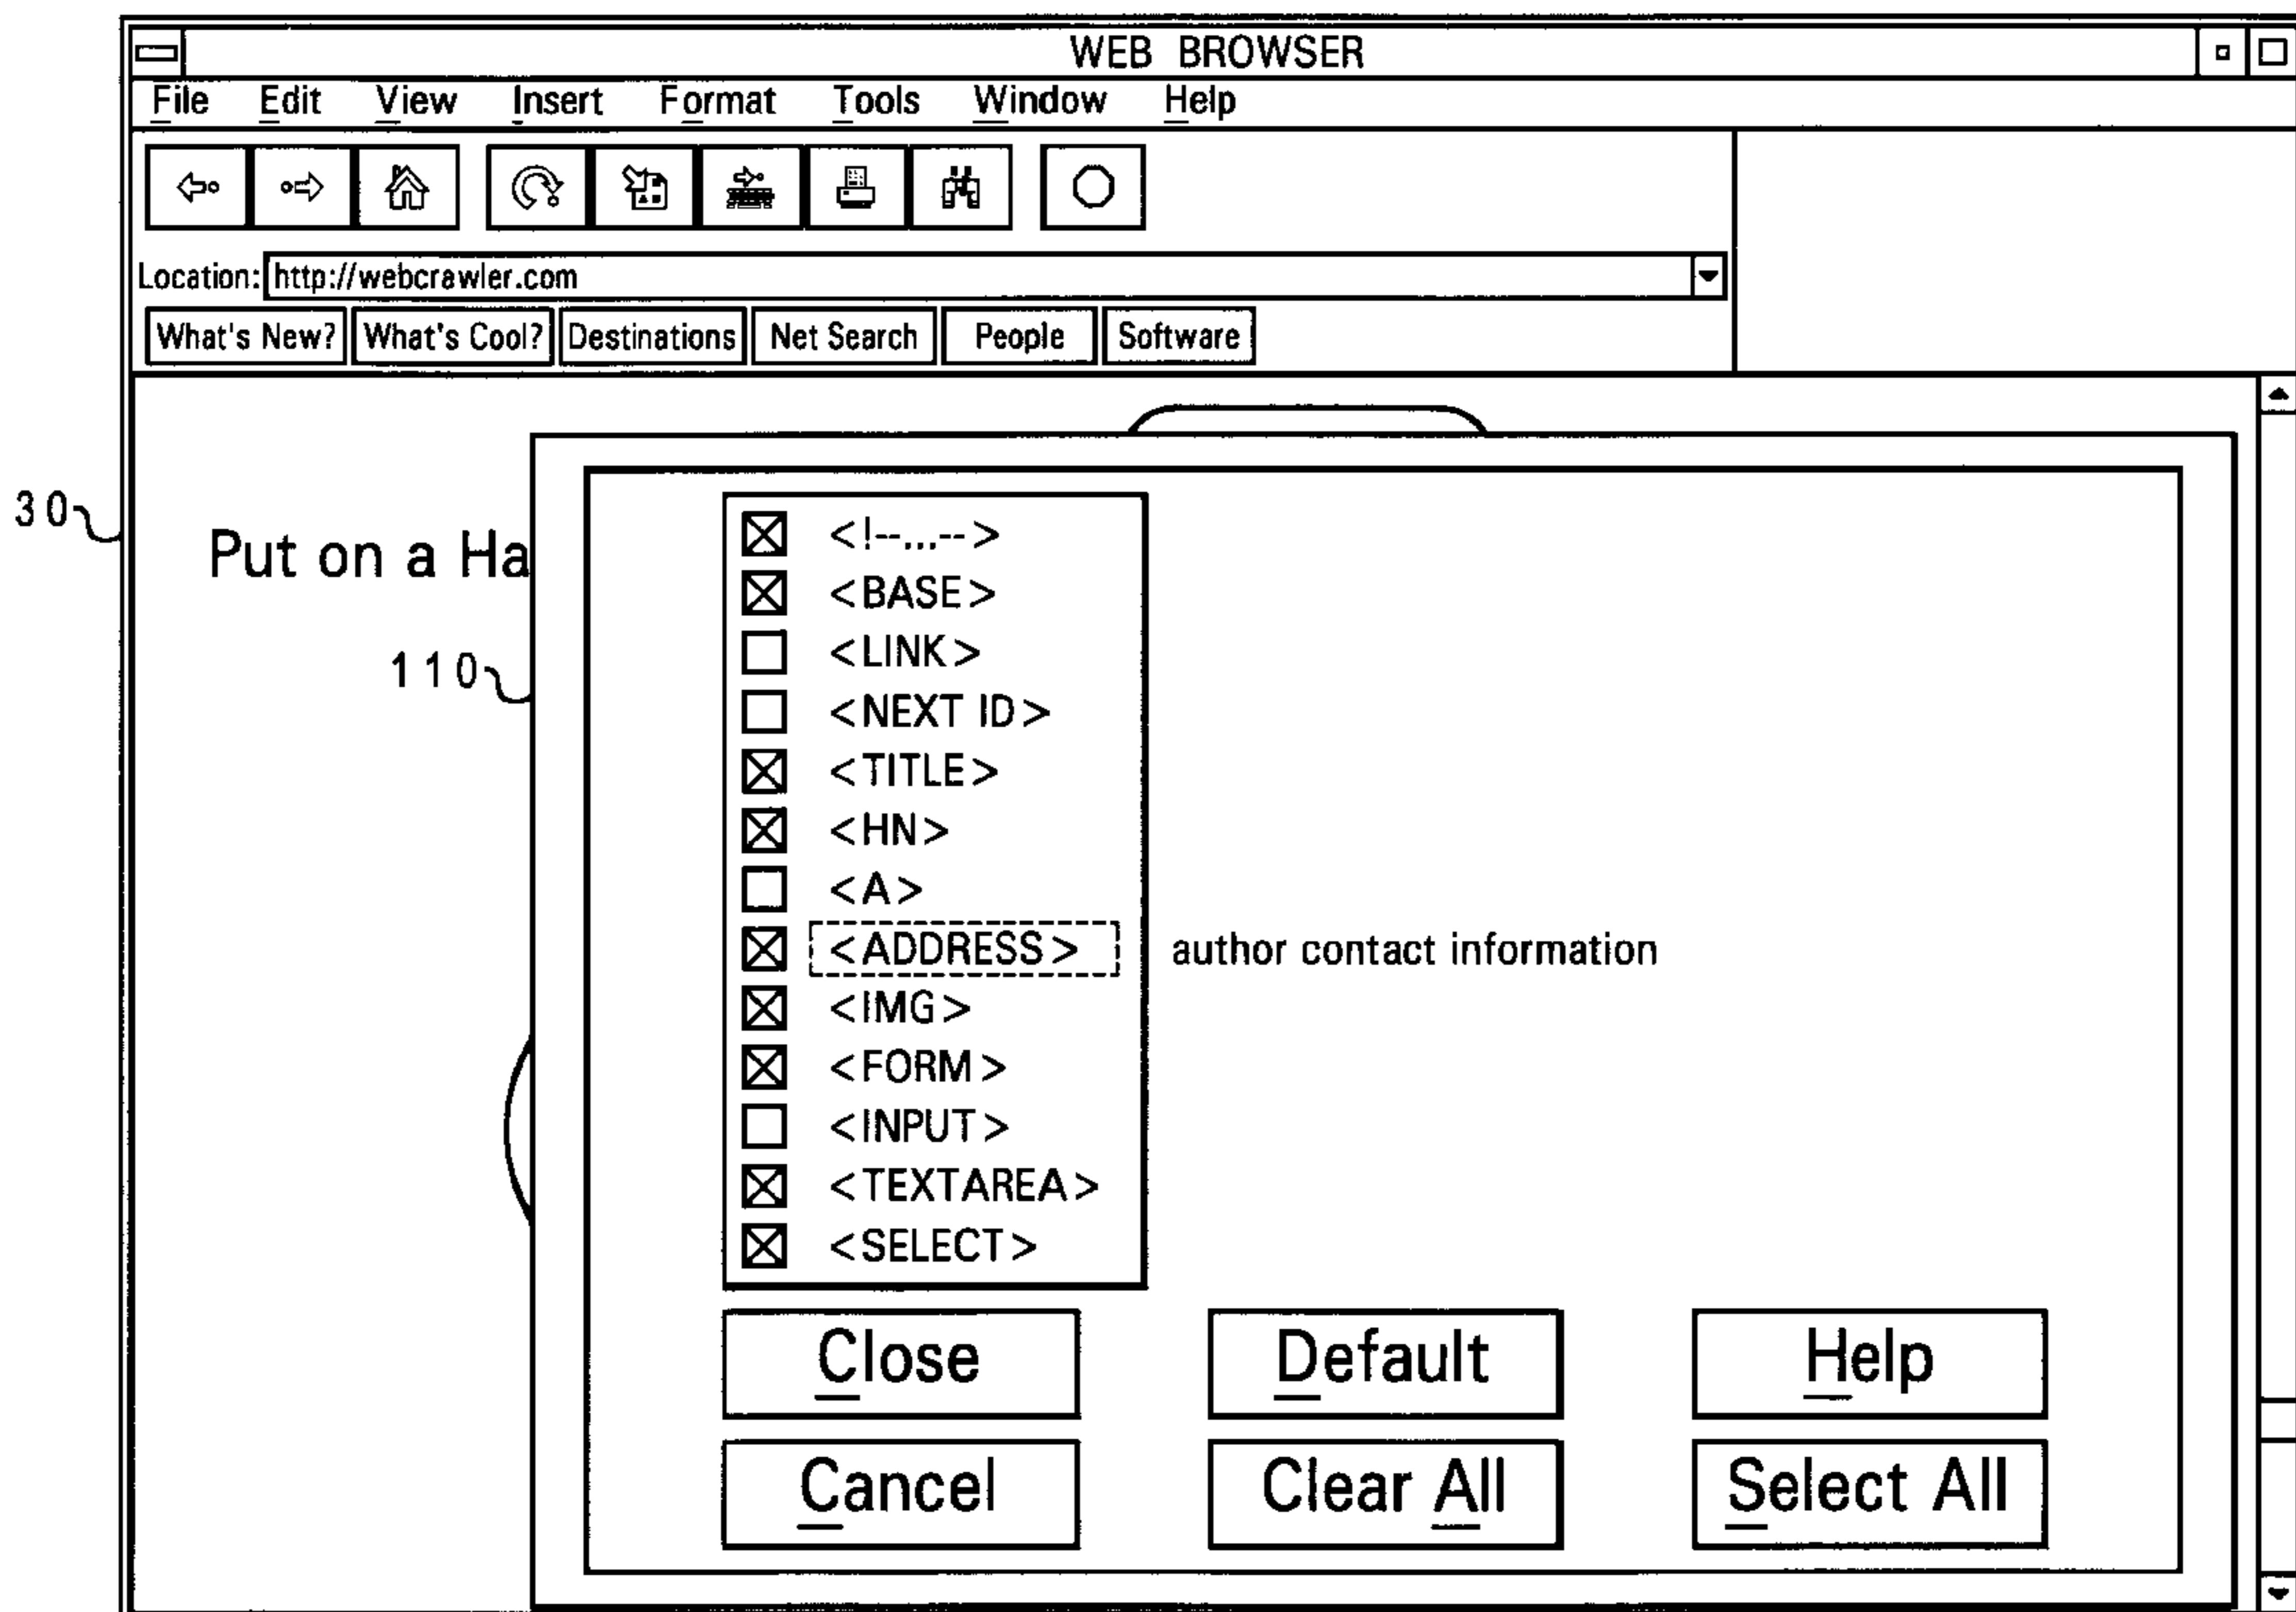 WEB BROWSER
File Edit View Insert Format Tools Window Help
Location: http://webcrawler.com
What's New? What's Cool? Destinations Net Search People Software
30
Put on a Ha
110
<!--...-->
<BASE>
<LINK>
<NEXT ID>
<TITLE>
<HN>
<A>
<ADDRESS> author contact information
<IMG>
<FORM>
<INPUT>
<TEXTAREA>
<SELECT>
Close Default Help
Cancel Clear All Select All